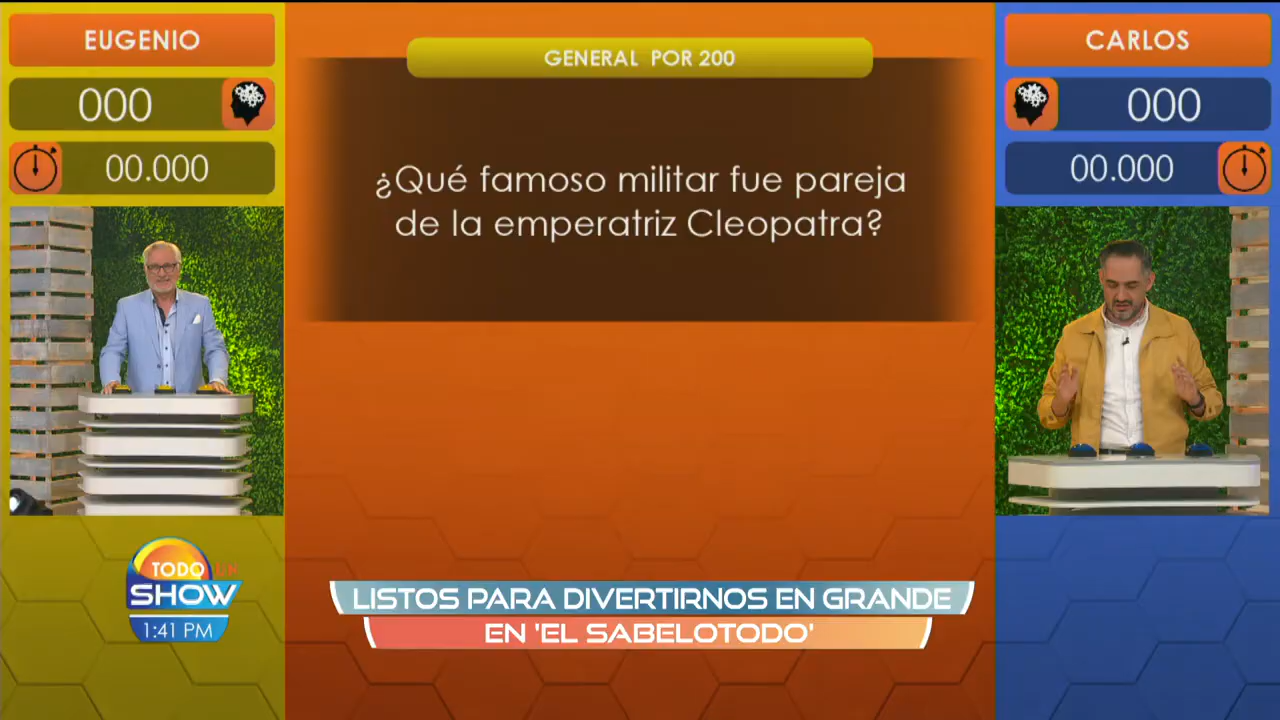 EUGENIO
000
00.000
GENERAL POR 200
¿Qué famoso militar fue pareja
de la emperatriz Cleopatra?
CARLOS
000
00.000
TODO UN
SHOW
1:41 PM
LISTOS PARA DIVERTIRNOS EN GRANDE
EN 'EL SABELOTODO'